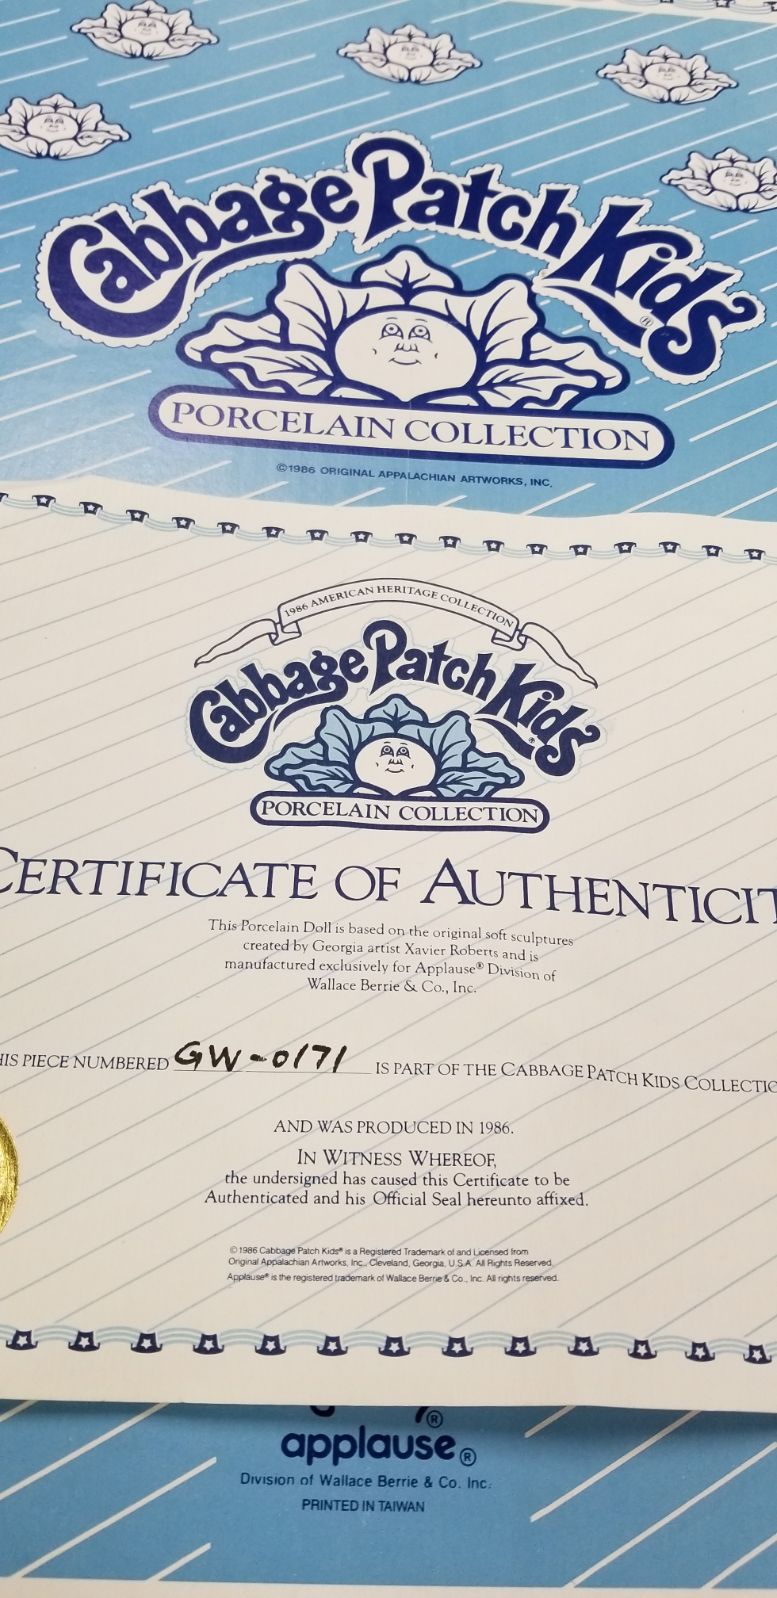 Cabbage Patch Kids®
PORCELAIN COLLECTION
©1986 ORIGINAL APPALACHIAN ARTWORKS, INC.
1986 AMERICAN HERITAGE COLLECTION
Cabbage Patch Kids®
PORCELAIN COLLECTION
CERTIFICATE OF AUTHENTICIT
This Porcelain Doll is based on the original soft sculptures
created by Georgia artist Xavier Roberts and is
manufactured exclusively for Applause® Division of
Wallace Berrie & Co., Inc.
HIS PIECE NUMBERED GW-0171 IS PART OF THE CABBAGE PATCH KIDS COLLECTIO
AND WAS PRODUCED IN 1986.
IN WITNESS WHEREOF,
the undersigned has caused this Certificate to be
Authenticated and his Official Seal hereunto affixed.
©1986 Cabbage Patch Kids® is a Registered Trademark of and Licensed from
Original Appalachian Artworks, Inc., Cleveland, Georgia, U.S.A. All Rights Reserved.
Applause® is the registered trademark of Wallace Berrie & Co., Inc. All rights reserved.
®
applause®
Division of Wallace Berrie & Co. Inc.
PRINTED IN TAIWAN